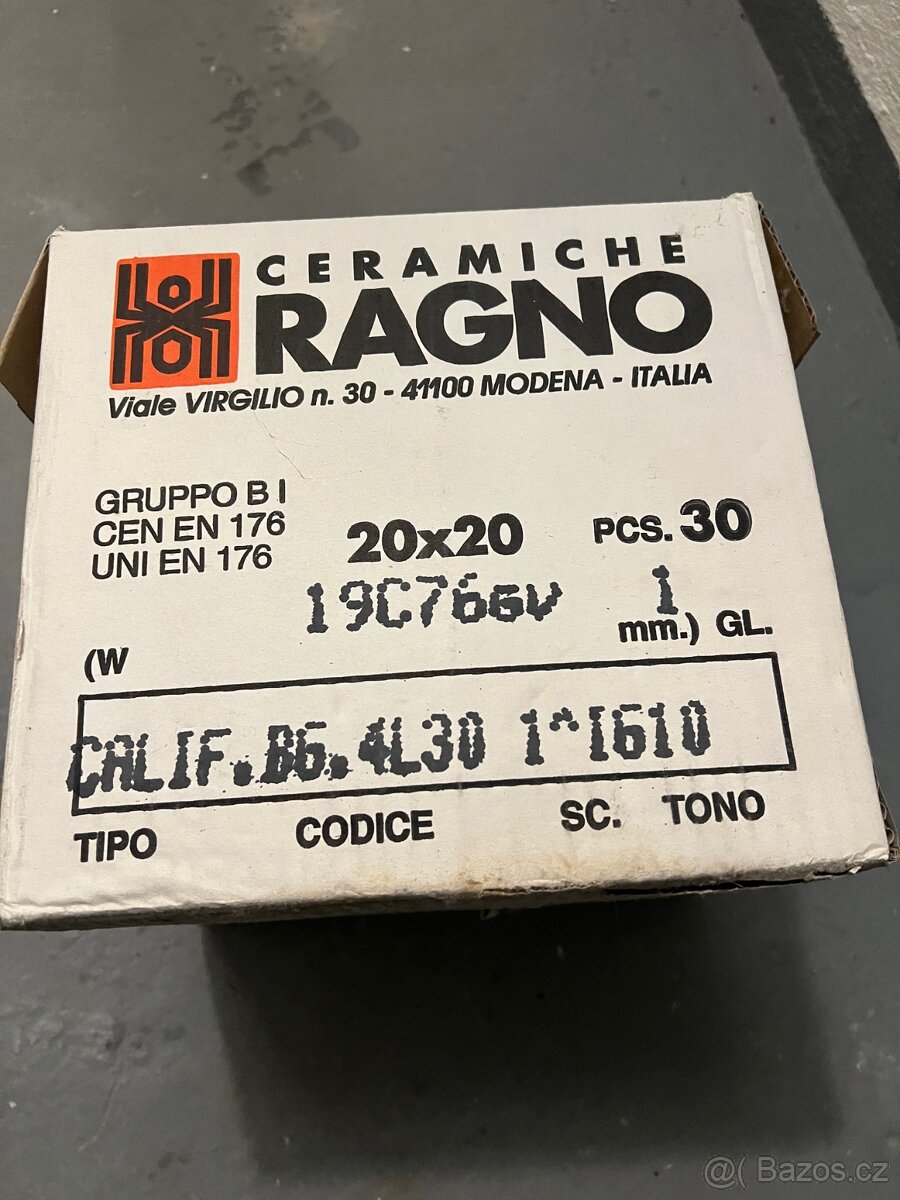 CERAMICHE
RAGNO
Viale VIRGILIO n. 30 - 41100 MODENA - ITALIA
GRUPPO B I
CEN EN 176
UNI EN 176
20x20
PCS. 30
19C76GV 1
(W mm.) GL.
CALIF.B6.4L30 1^I610
TIPO CODICE SC. TONO
@( Bazos.cz